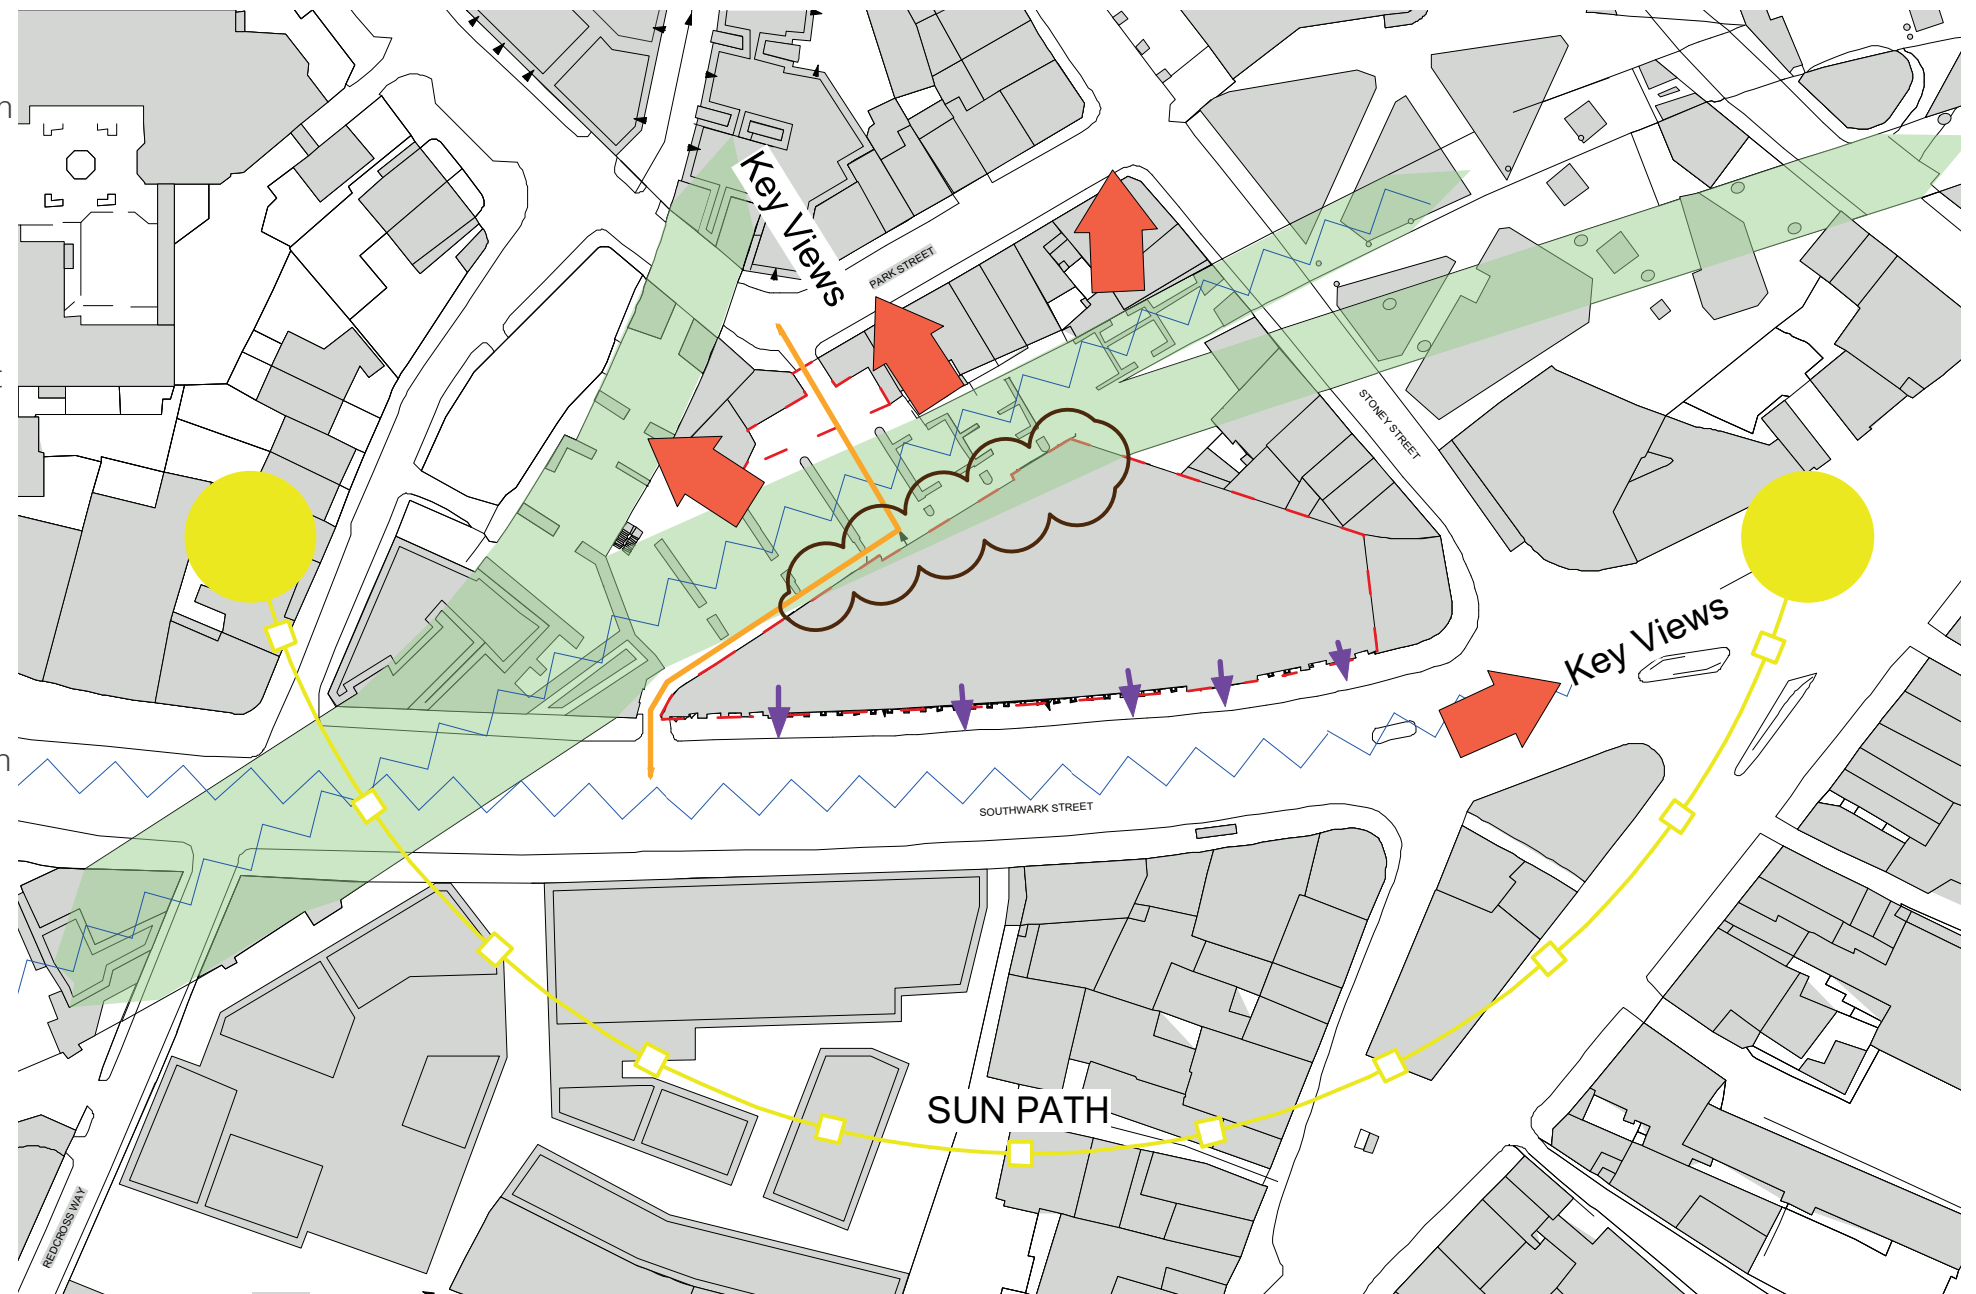 Key Views
PARK STREET
STONEY STREET
Key Views
SOUTHWARK STREET
SUN PATH
REDCROSS WAY